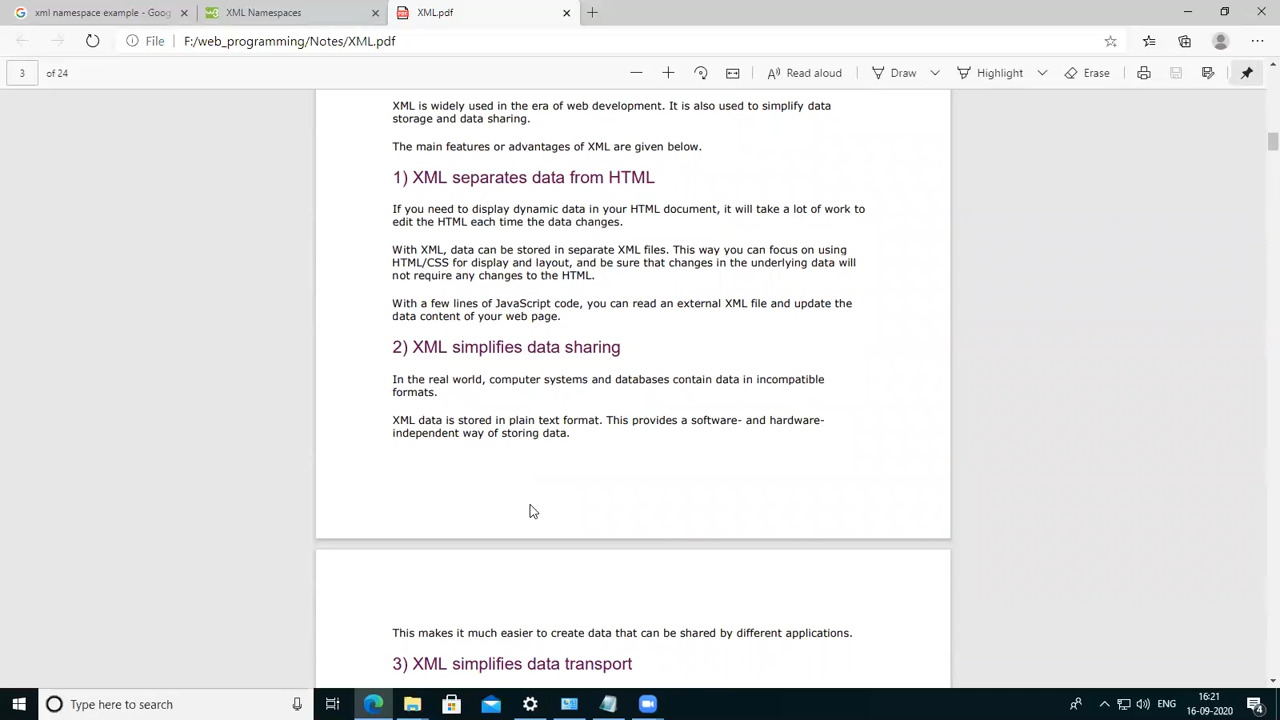 xml namespace example - Goog
XML Namespaces
XML.pdf
File
F:/web_programming/Notes/XML.pdf
3 of 24
Read aloud
Draw
Highlight
Erase
XML is widely used in the era of web development. It is also used to simplify data
storage and data sharing.
The main features or advantages of XML are given below.
1) XML separates data from HTML
If you need to display dynamic data in your HTML document, it will take a lot of work to
edit the HTML each time the data changes.
With XML, data can be stored in separate XML files. This way you can focus on using
HTML/CSS for display and layout, and be sure that changes in the underlying data will
not require any changes to the HTML.
With a few lines of JavaScript code, you can read an external XML file and update the
data content of your web page.
2) XML simplifies data sharing
In the real world, computer systems and databases contain data in incompatible
formats.
XML data is stored in plain text format. This provides a software- and hardware-
independent way of storing data.
This makes it much easier to create data that can be shared by different applications.
3) XML simplifies data transport
Type here to search
ENG
16:21
16-09-2020
4